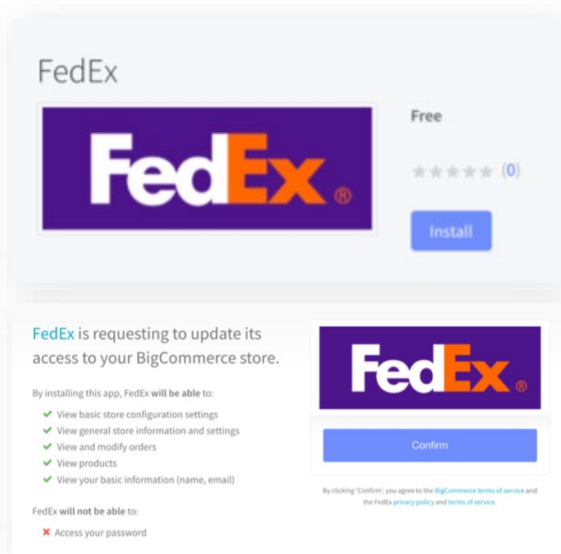 FedEx
FedEx®
Free
(0)
Install
FedEx is requesting to update its
access to your BigCommerce store.
By installing this app, FedEx will be able to:
View basic store configuration settings
View general store information and settings
View and modify orders
View products
View your basic information (name, email)
FedEx will not be able to:
Access your password
FedEx®
Confirm
By clicking 'Confirm', you agree to the BigCommerce terms of service and
the FedEx privacy policy and terms of service.